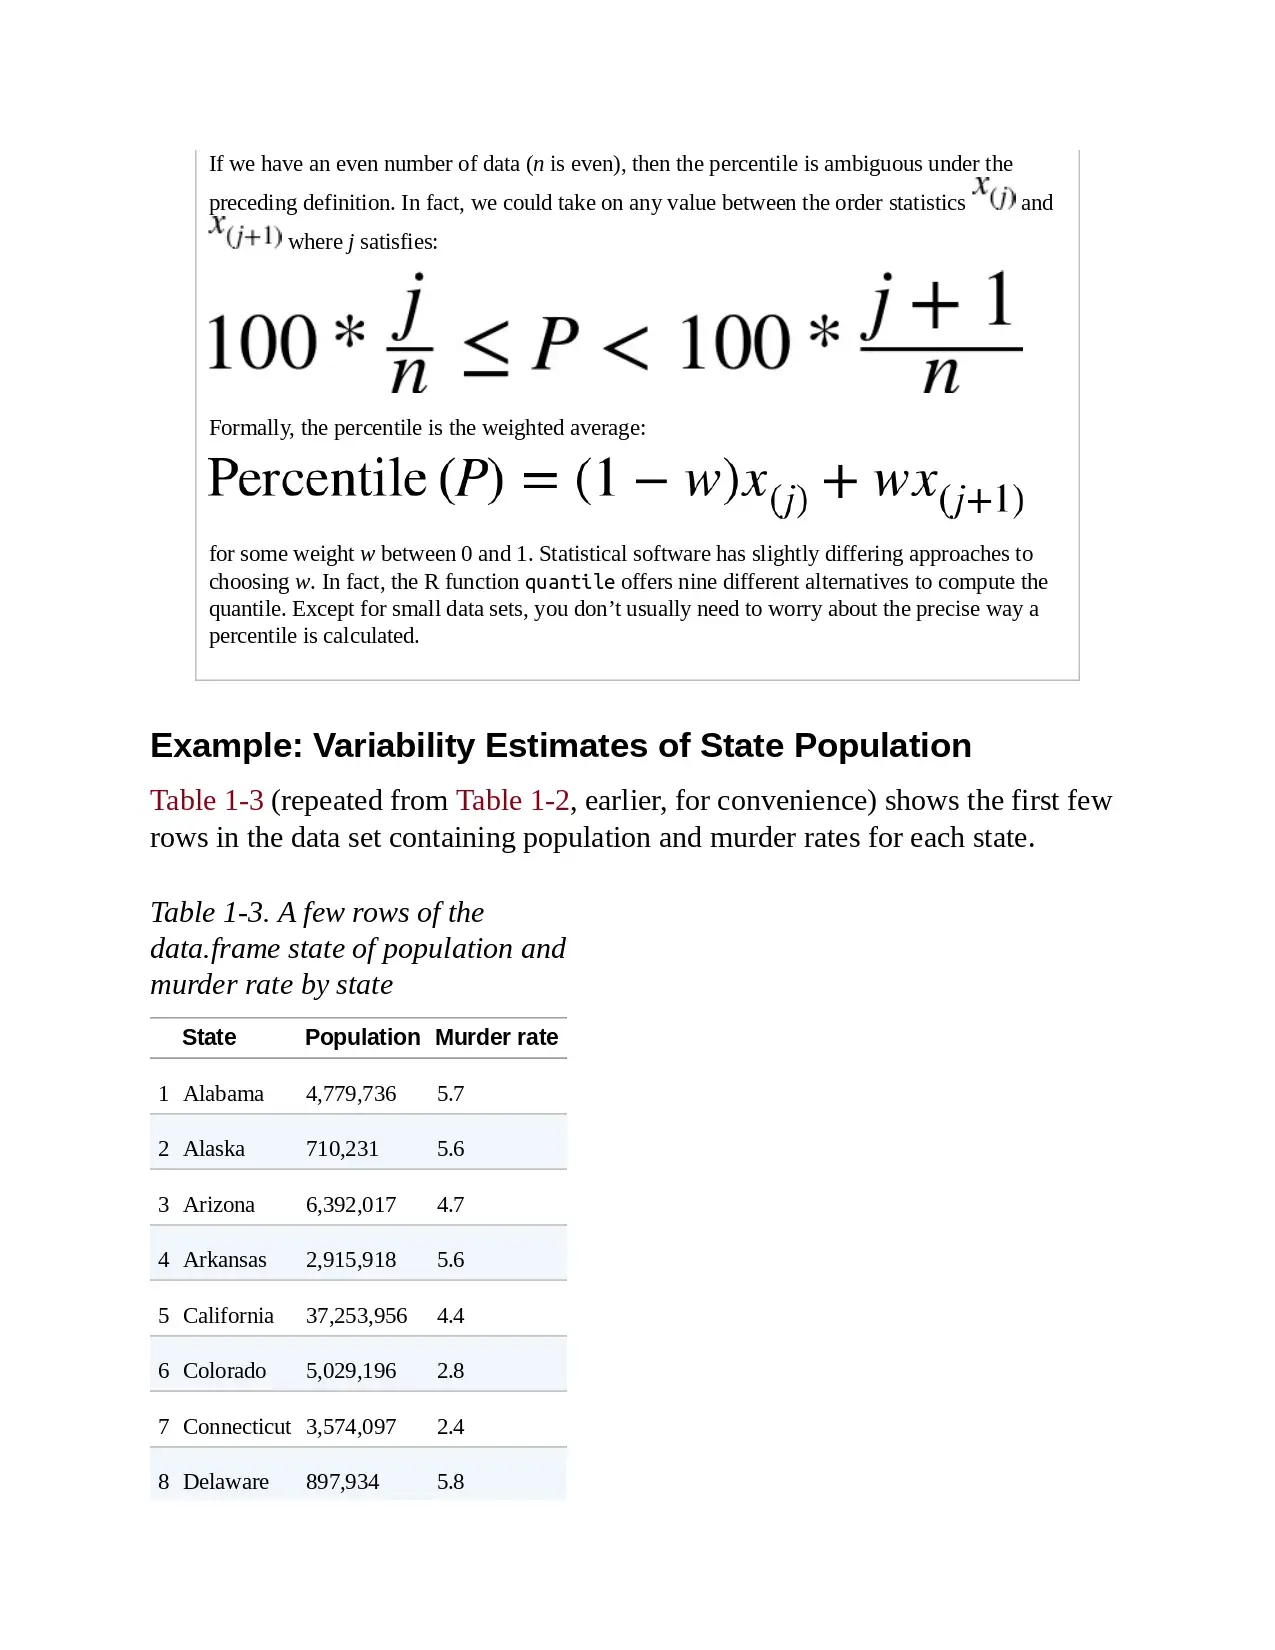 If we have an even number of data (n is even), then the percentile is ambiguous under the
preceding definition. In fact, we could take on any value between the order statistics x(j) and
x(j+1) where j satisfies:
100 * j/n ≤ P < 100 * (j + 1)/n
Formally, the percentile is the weighted average:
Percentile (P) = (1 − w)x(j) + wx(j+1)
for some weight w between 0 and 1. Statistical software has slightly differing approaches to
choosing w. In fact, the R function quantile offers nine different alternatives to compute the
quantile. Except for small data sets, you don’t usually need to worry about the precise way a
percentile is calculated.
Example: Variability Estimates of State Population
Table 1-3 (repeated from Table 1-2, earlier, for convenience) shows the first few
rows in the data set containing population and murder rates for each state.
Table 1-3. A few rows of the
data.frame state of population and
murder rate by state
State Population Murder rate
1 Alabama 4,779,736 5.7
2 Alaska 710,231 5.6
3 Arizona 6,392,017 4.7
4 Arkansas 2,915,918 5.6
5 California 37,253,956 4.4
6 Colorado 5,029,196 2.8
7 Connecticut 3,574,097 2.4
8 Delaware 897,934 5.8